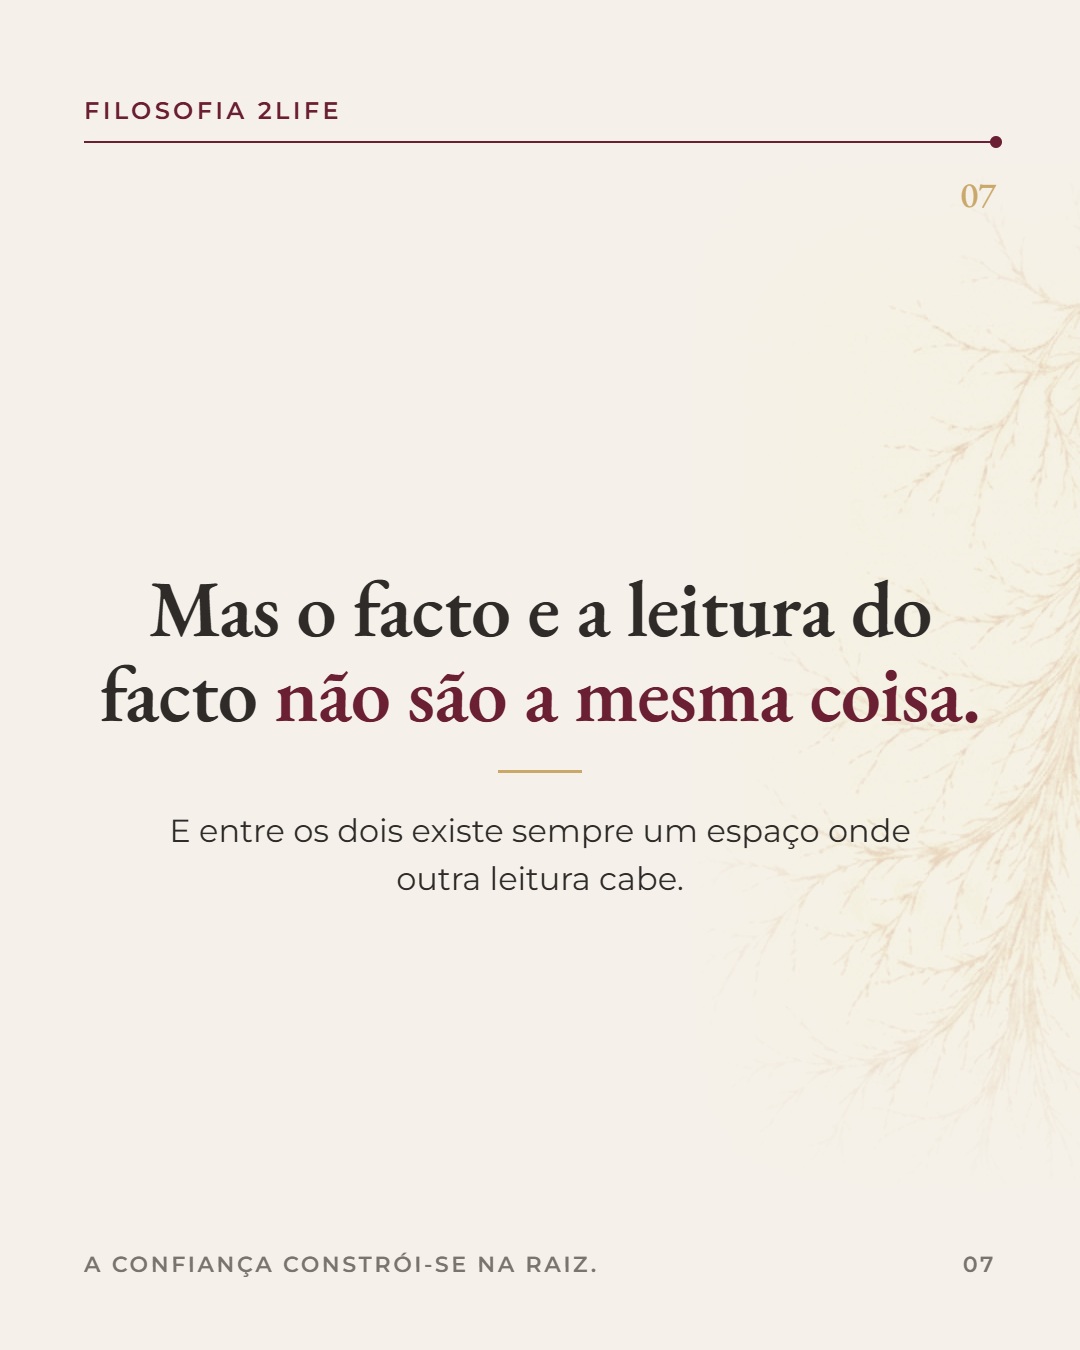 FILOSOFIA 2LIFE
07
Mas o facto e a leitura do
facto não são a mesma coisa.
E entre os dois existe sempre um espaço onde
outra leitura cabe.
A CONFIANÇA CONSTRÓI-SE NA RAIZ.
07